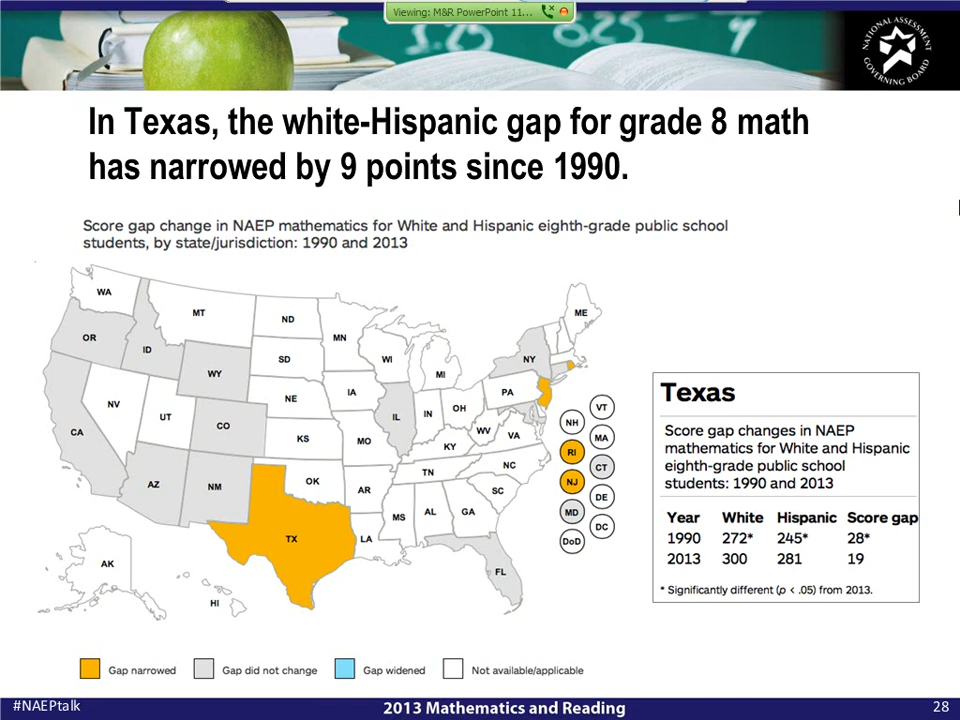 Viewing: M&R PowerPoint 11...
NATIONAL ASSESSMENT
GOVERNING BOARD
In Texas, the white-Hispanic gap for grade 8 math
has narrowed by 9 points since 1990.
Score gap change in NAEP mathematics for White and Hispanic eighth-grade public school
students, by state/jurisdiction: 1990 and 2013
WA
MT
ND
MN
ME
OR
ID
SD
WI
NY
WY
MI
NE
IA
PA
NV
UT
CO
IL
IN
OH
CA
KS
MO
KY
WV
VA
AZ
NM
OK
AR
TN
NC
SC
MS
AL
GA
TX
LA
FL
AK
HI
VT
NH
MA
RI
CT
NJ
DE
MD
DC
DoD
Texas
Score gap changes in NAEP
mathematics for White and Hispanic
eighth-grade public school
students: 1990 and 2013
Year White Hispanic Score gap
1990 272* 245* 28*
2013 300 281 19
* Significantly different (p < .05) from 2013.
Gap narrowed Gap did not change Gap widened Not available/applicable
#NAEPtalk 2013 Mathematics and Reading 28